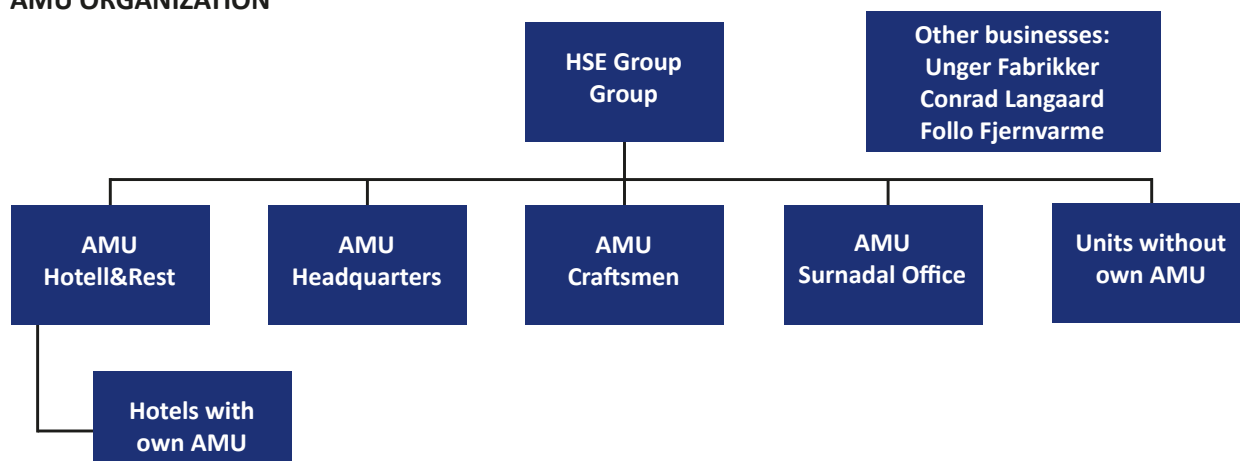 AMU ORGANIZATION
HSE Group
Group
Other businesses:
Unger Fabrikker
Conrad Langaard
Follo Fjernvarme
AMU
Hotell&Rest
AMU
Headquarters
AMU
Craftsmen
AMU
Surnadal Office
Units without
own AMU
Hotels with
own AMU